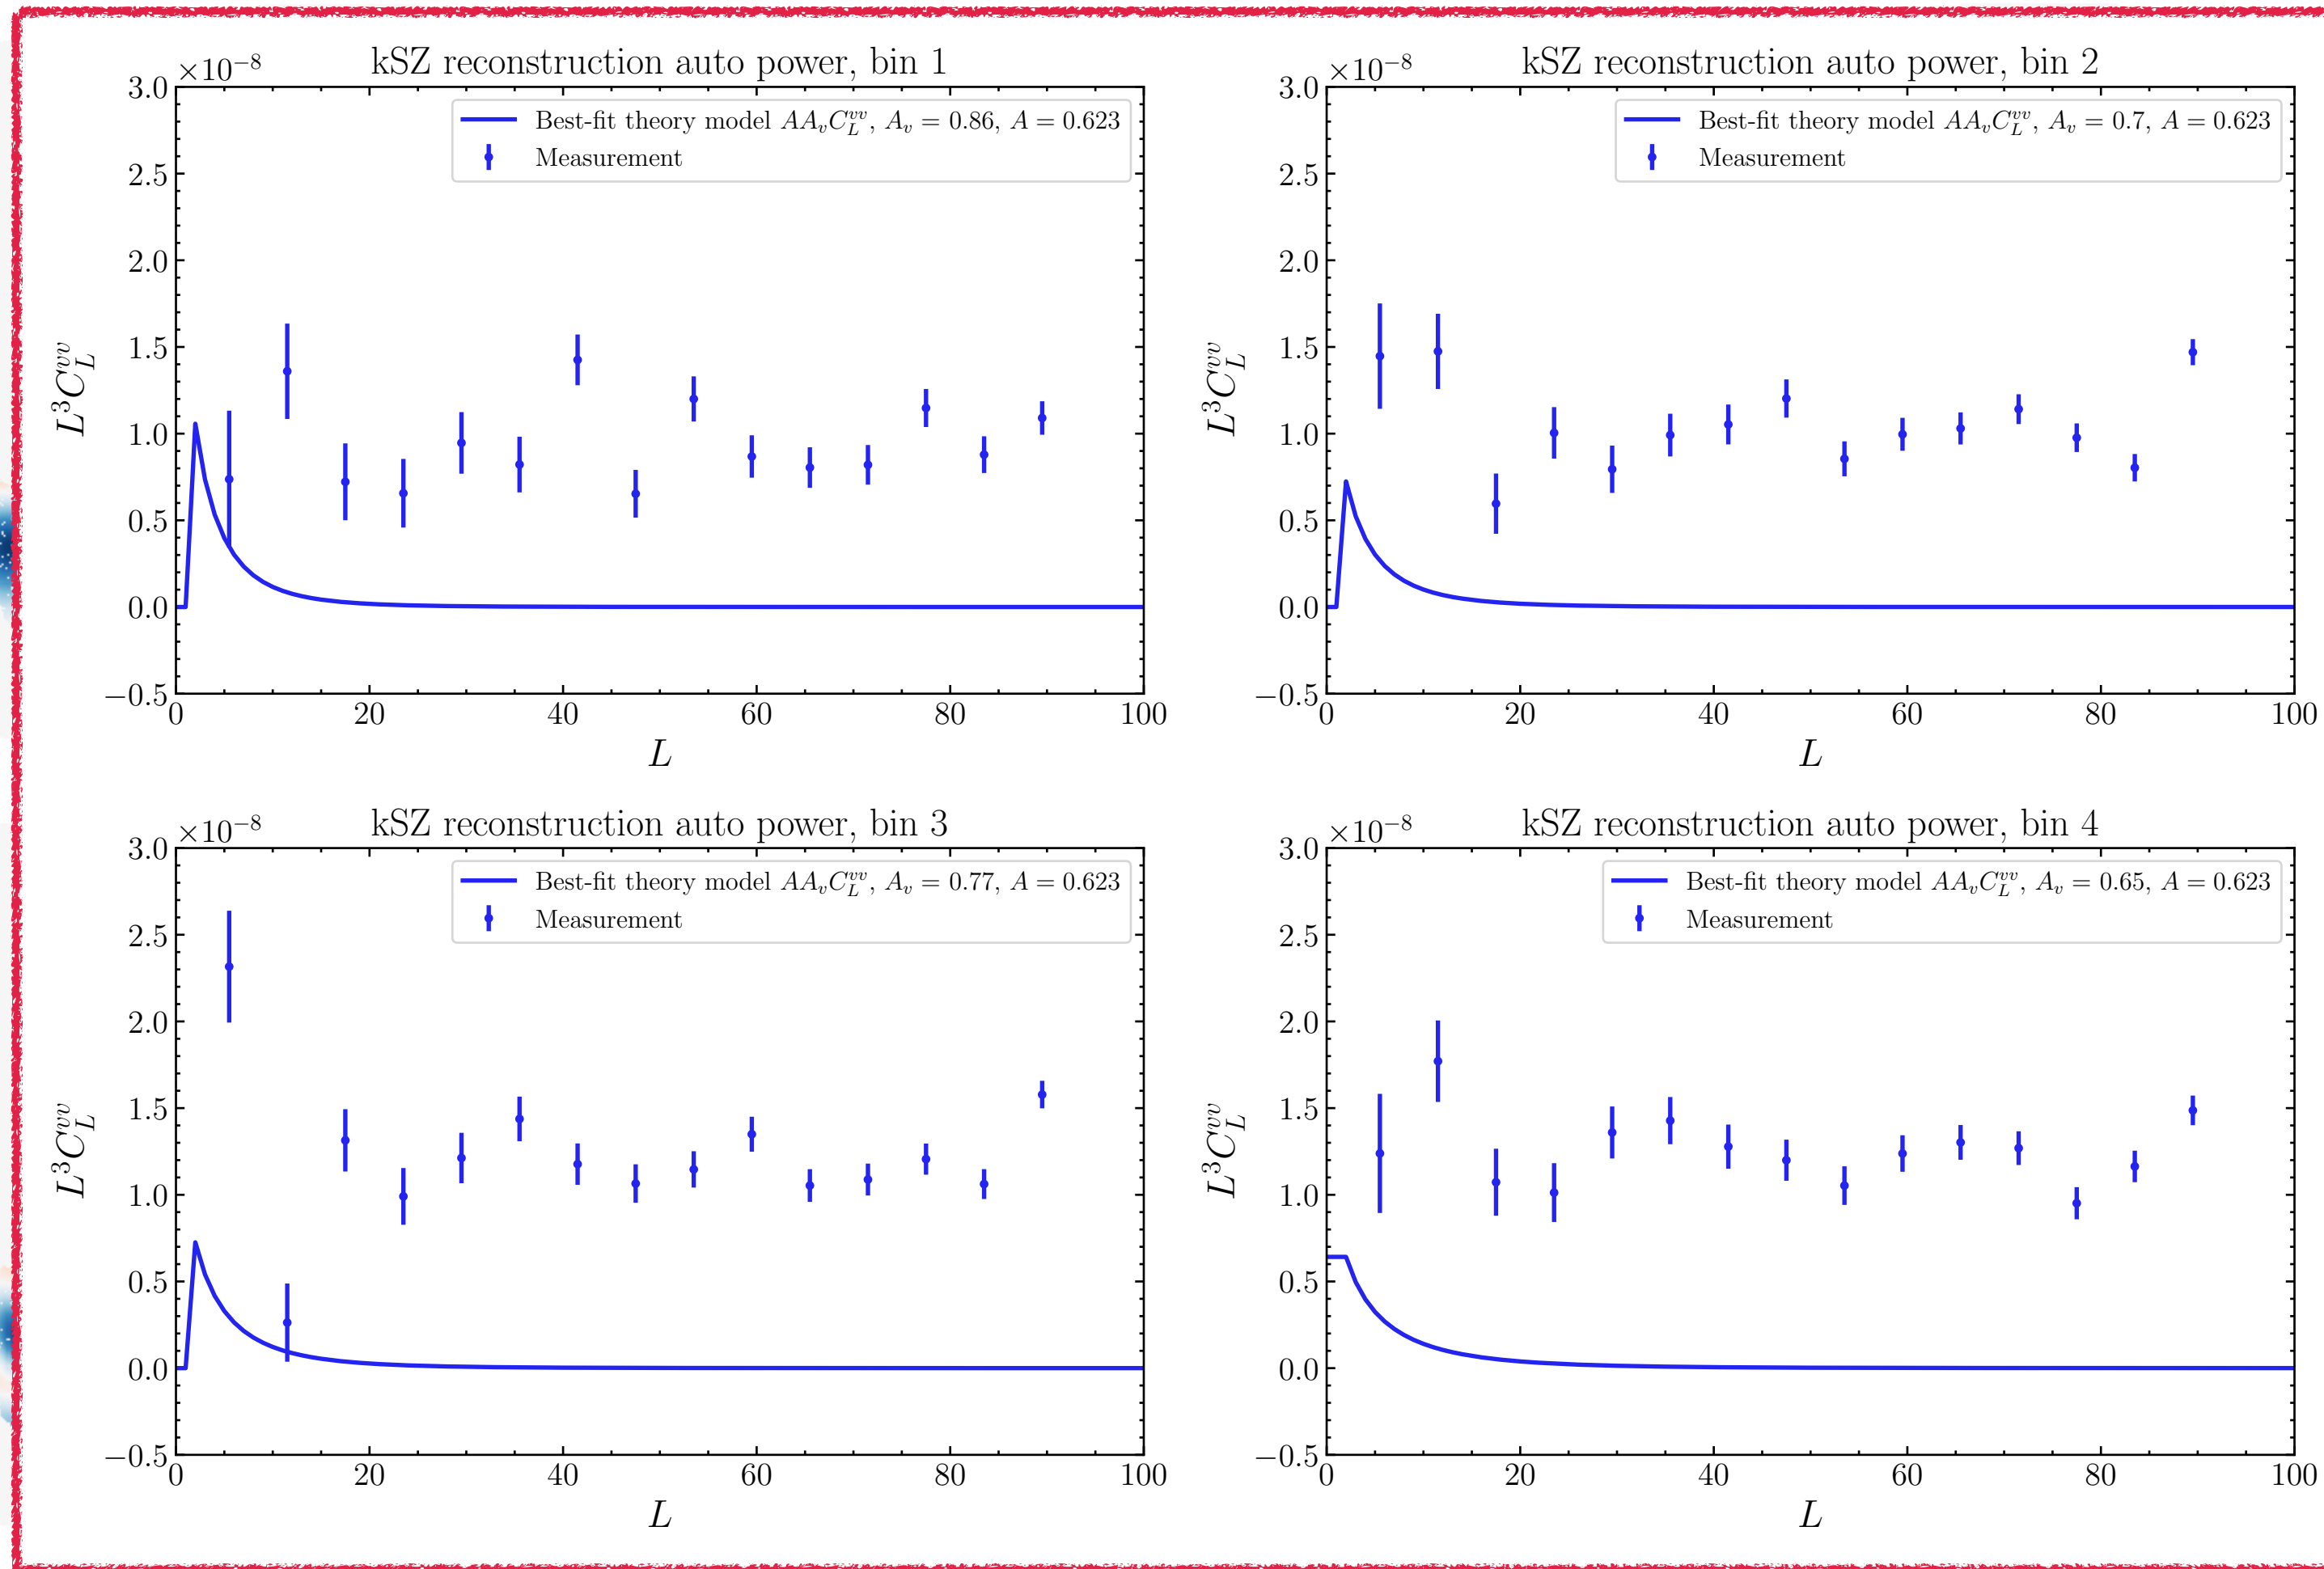 kSZ reconstruction auto power, bin 1
×10⁻⁸
Best-fit theory model AA_vC_L^{vv}, A_v = 0.86, A = 0.623
Measurement
3.0
2.5
2.0
1.5
1.0
0.5
0.0
−0.5
L³C_L^{vv}
0 20 40 60 80 100
L
kSZ reconstruction auto power, bin 2
×10⁻⁸
Best-fit theory model AA_vC_L^{vv}, A_v = 0.7, A = 0.623
Measurement
3.0
2.5
2.0
1.5
1.0
0.5
0.0
−0.5
L³C_L^{vv}
0 20 40 60 80 100
L
kSZ reconstruction auto power, bin 3
×10⁻⁸
Best-fit theory model AA_vC_L^{vv}, A_v = 0.77, A = 0.623
Measurement
3.0
2.5
2.0
1.5
1.0
0.5
0.0
−0.5
L³C_L^{vv}
0 20 40 60 80 100
L
kSZ reconstruction auto power, bin 4
×10⁻⁸
Best-fit theory model AA_vC_L^{vv}, A_v = 0.65, A = 0.623
Measurement
3.0
2.5
2.0
1.5
1.0
0.5
0.0
−0.5
L³C_L^{vv}
0 20 40 60 80 100
L